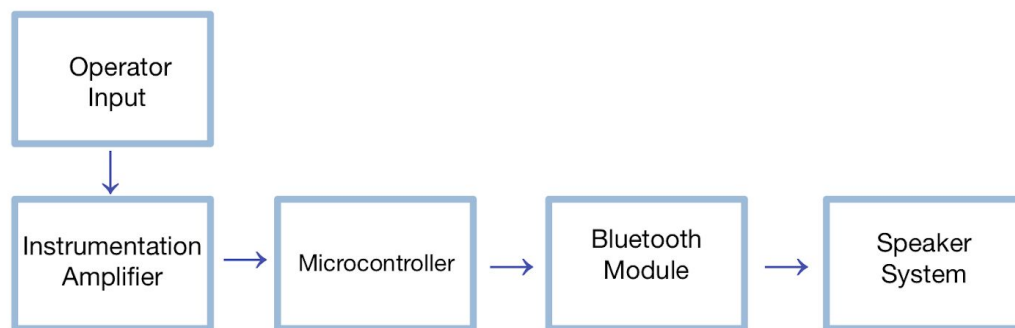 Operator
Input
Instrumentation
Amplifier
Microcontroller
Bluetooth
Module
Speaker
System